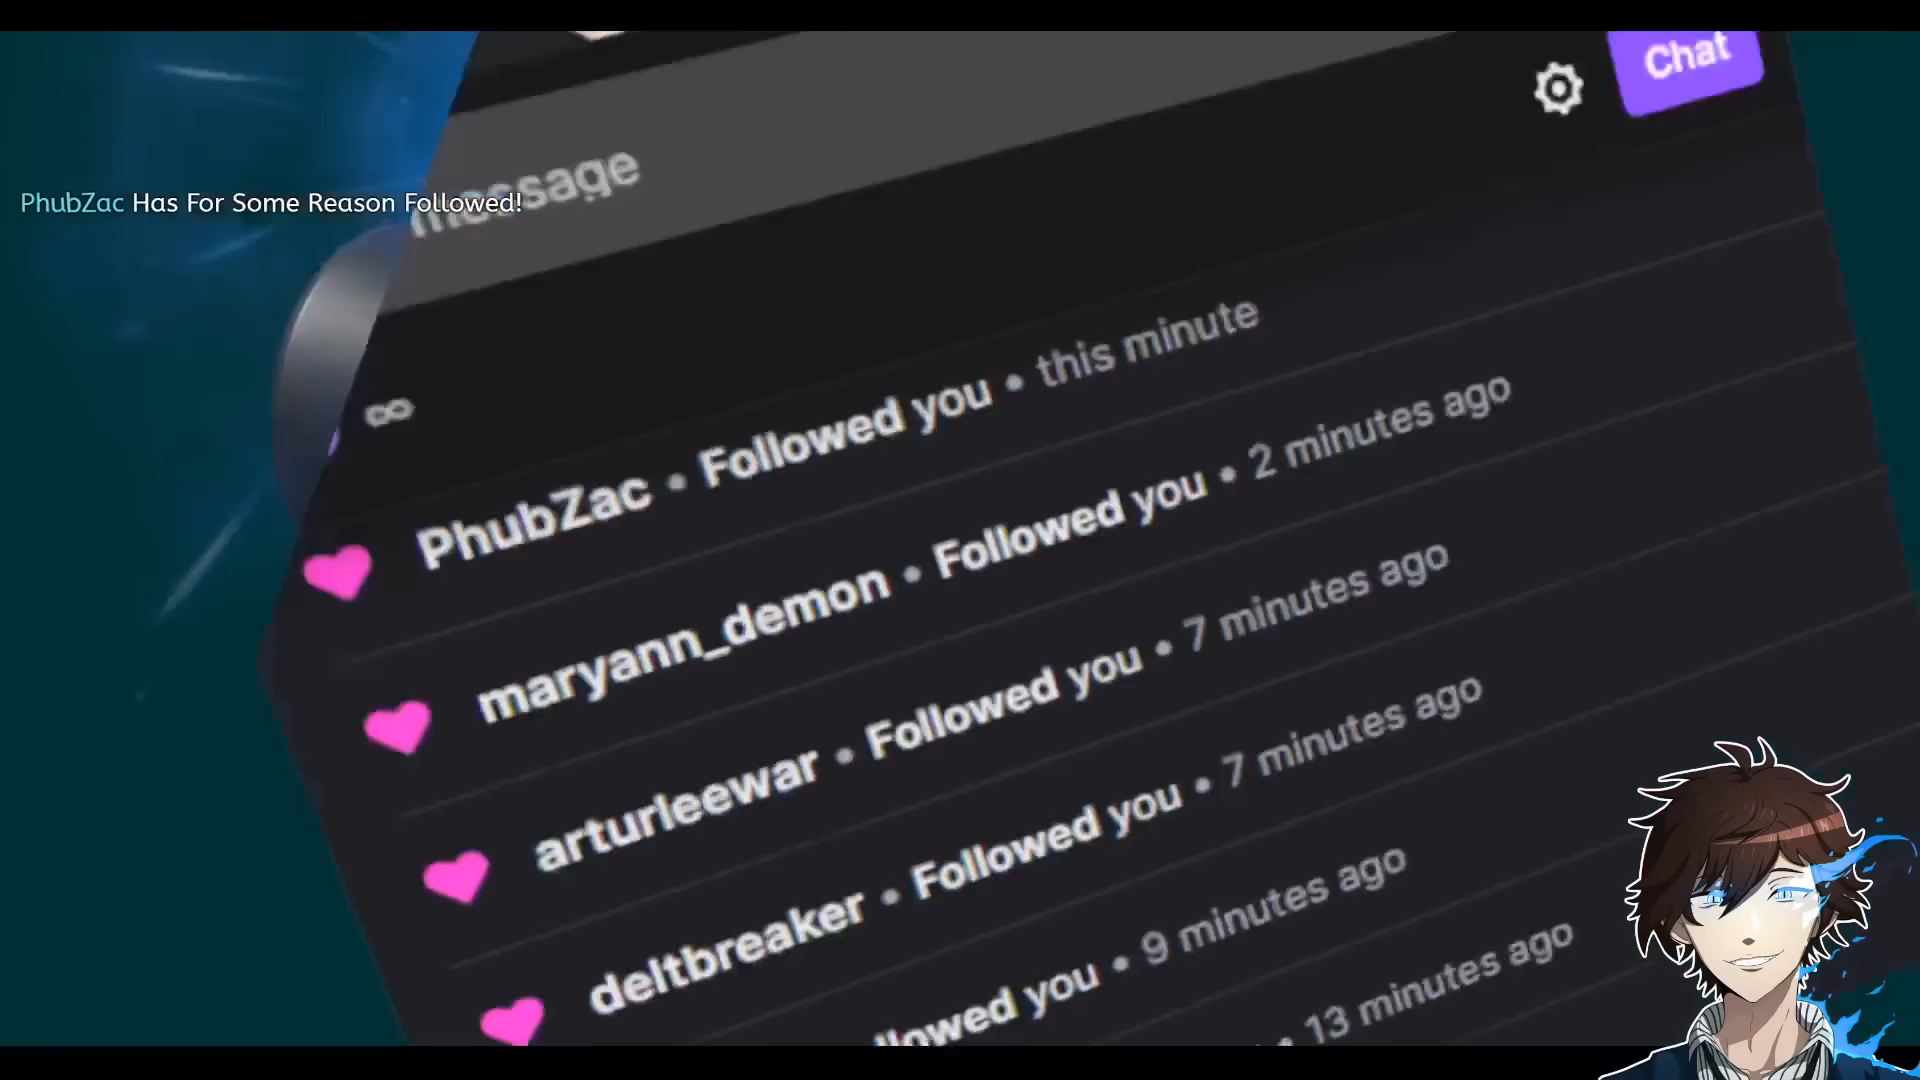 Chat
message
PhubZac Has For Some Reason Followed!
∞
PhubZac • Followed you • this minute
maryann_demon • Followed you • 2 minutes ago
arturleewar • Followed you • 7 minutes ago
deltbreaker • Followed you • 7 minutes ago
you • 9 minutes ago
• 13 minutes ago